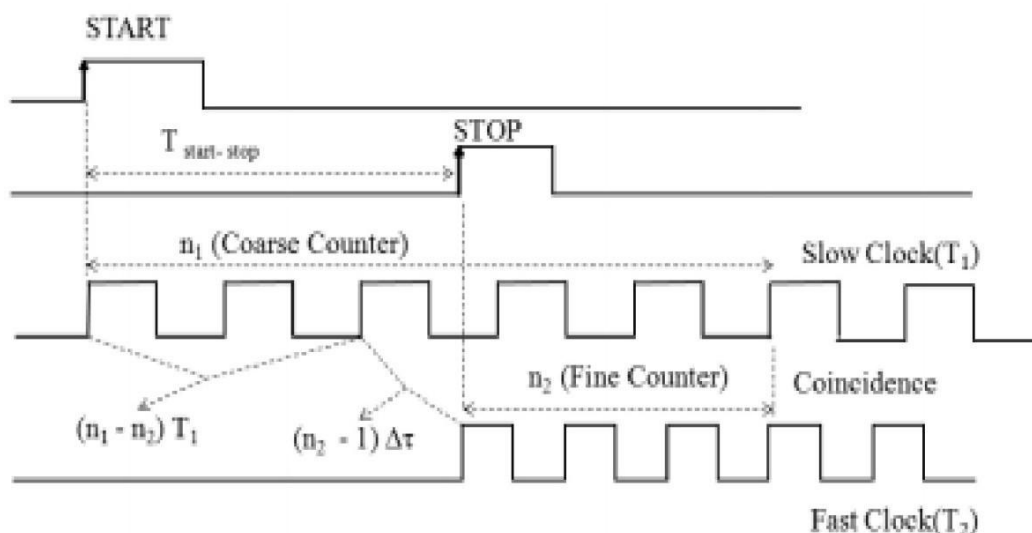 START
STOP
T start-stop
n₁ (Coarse Counter)
Slow Clock(T₁)
n₂ (Fine Counter)
Coincidence
(n₁ - n₂) T₁
(n₂ - 1) Δτ
Fast Clock(T₂)